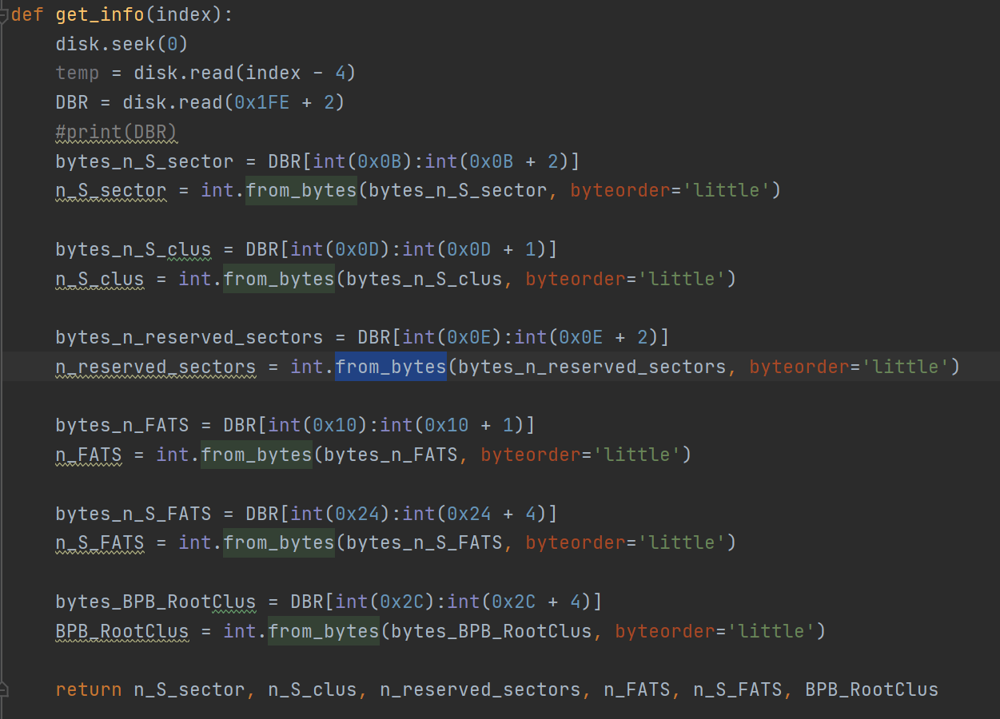 def get_info(index):
    disk.seek(0)
    temp = disk.read(index - 4)
    DBR = disk.read(0x1FE + 2)
    #print(DBR)
    bytes_n_S_sector = DBR[int(0x0B):int(0x0B + 2)]
    n_S_sector = int.from_bytes(bytes_n_S_sector, byteorder='little')

    bytes_n_S_clus = DBR[int(0x0D):int(0x0D + 1)]
    n_S_clus = int.from_bytes(bytes_n_S_clus, byteorder='little')

    bytes_n_reserved_sectors = DBR[int(0x0E):int(0x0E + 2)]
    n_reserved_sectors = int.from_bytes(bytes_n_reserved_sectors, byteorder='little')

    bytes_n_FATS = DBR[int(0x10):int(0x10 + 1)]
    n_FATS = int.from_bytes(bytes_n_FATS, byteorder='little')

    bytes_n_S_FATS = DBR[int(0x24):int(0x24 + 4)]
    n_S_FATS = int.from_bytes(bytes_n_S_FATS, byteorder='little')

    bytes_BPB_RootClus = DBR[int(0x2C):int(0x2C + 4)]
    BPB_RootClus = int.from_bytes(bytes_BPB_RootClus, byteorder='little')

    return n_S_sector, n_S_clus, n_reserved_sectors, n_FATS, n_S_FATS, BPB_RootClus